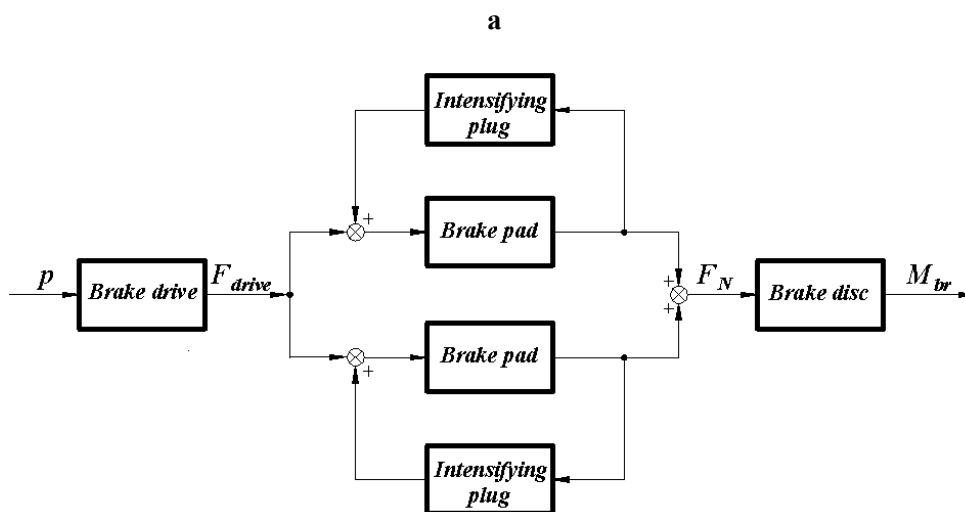 a
Intensifying
plug
+
Brake pad
p
Brake drive
F drive
+
+
F N
Brake disc
M br
+
Brake pad
Intensifying
plug